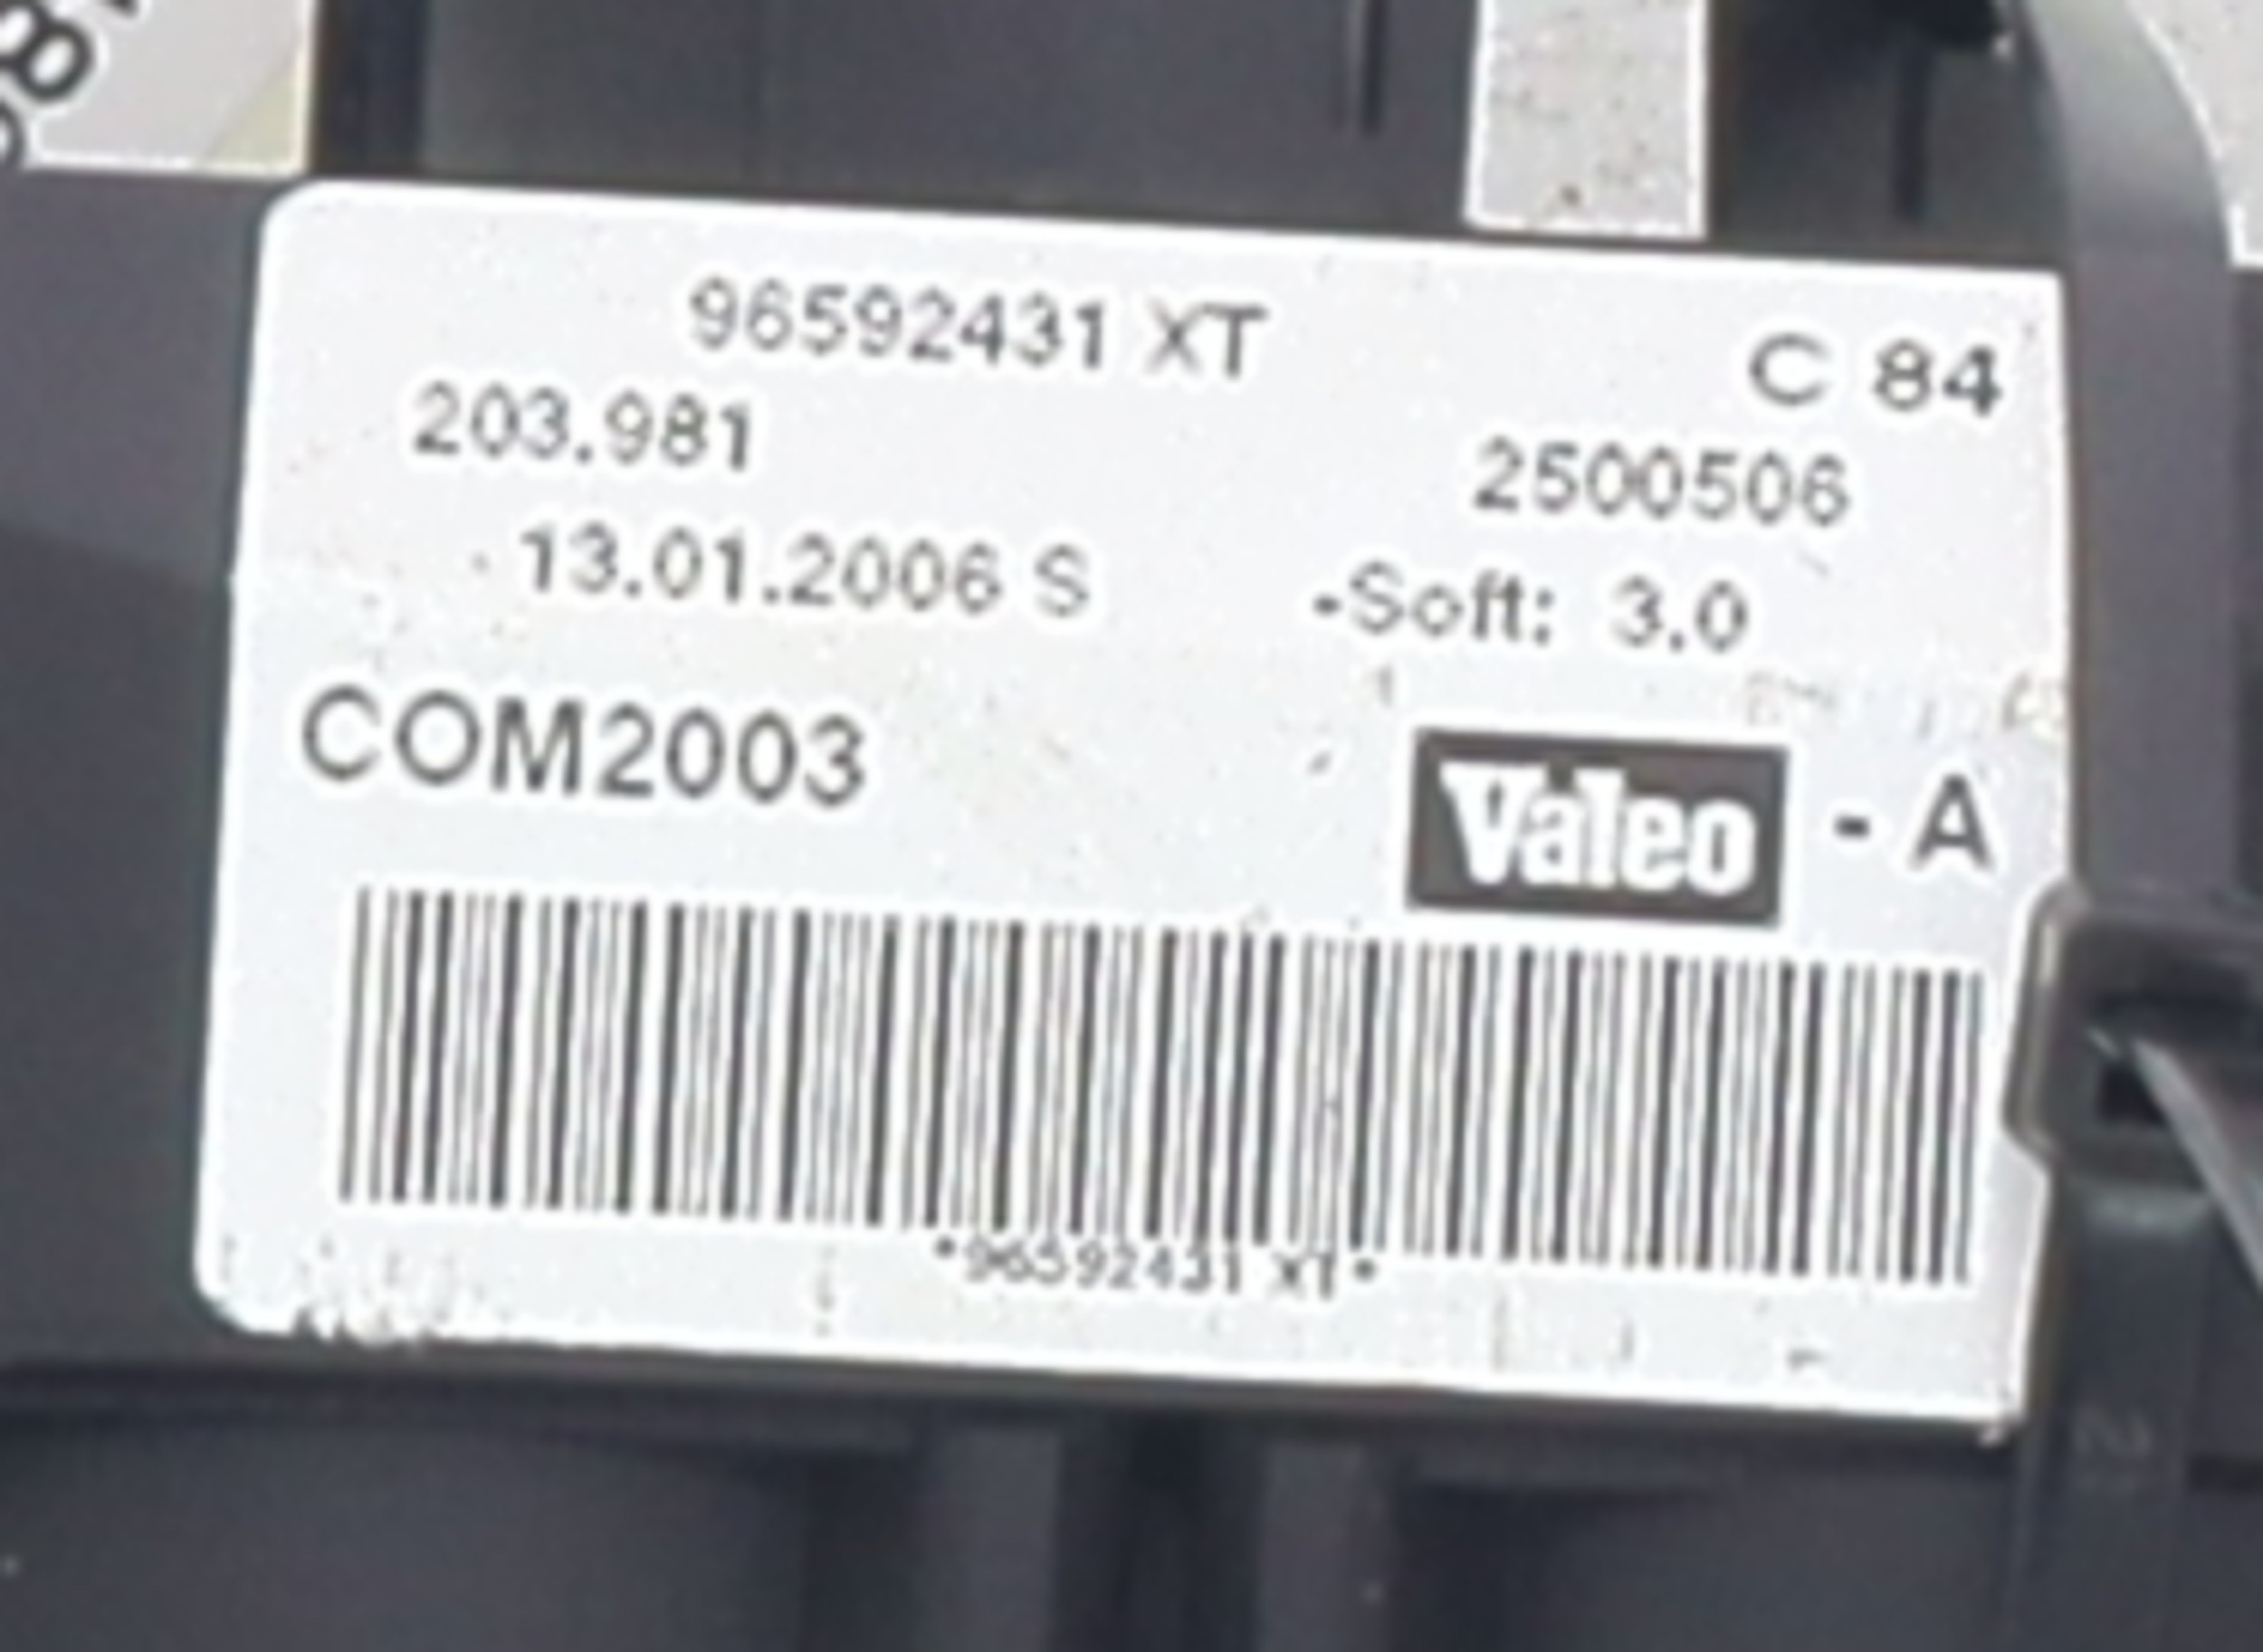 96592431 XT
C 84
203.981
2500506
13.01.2006 S
-Soft: 3.0
COM2003
Valeo - A
*96592431 XT*